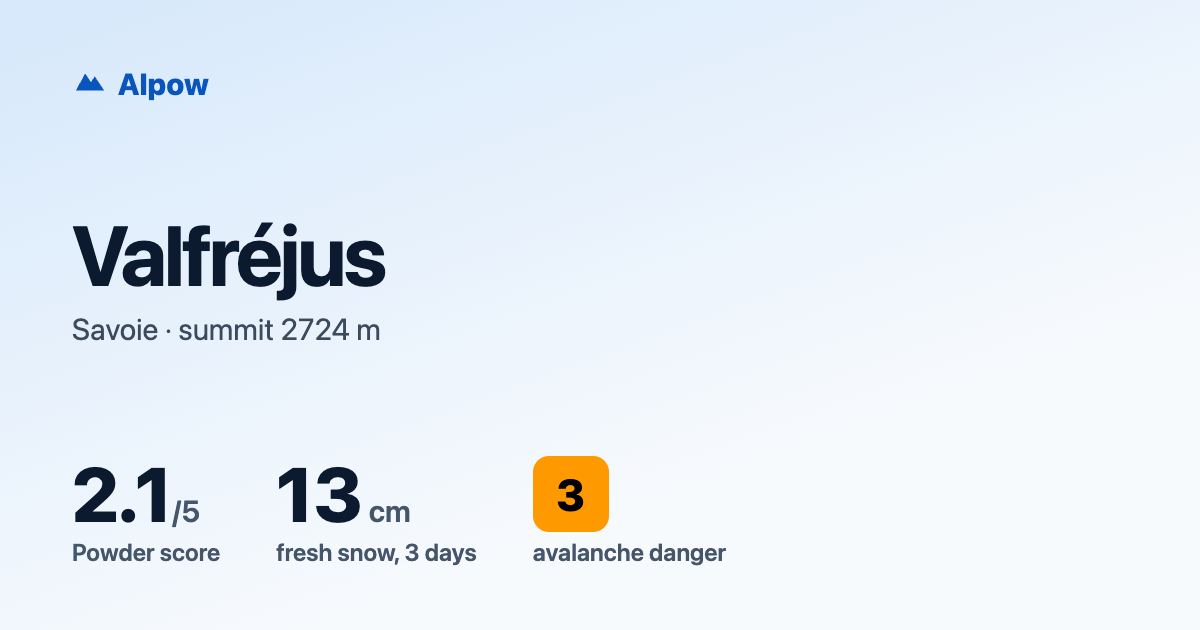 Alpow
Valfréjus
Savoie · summit 2724 m
2.1/5 13 cm 3
Powder score fresh snow, 3 days avalanche danger